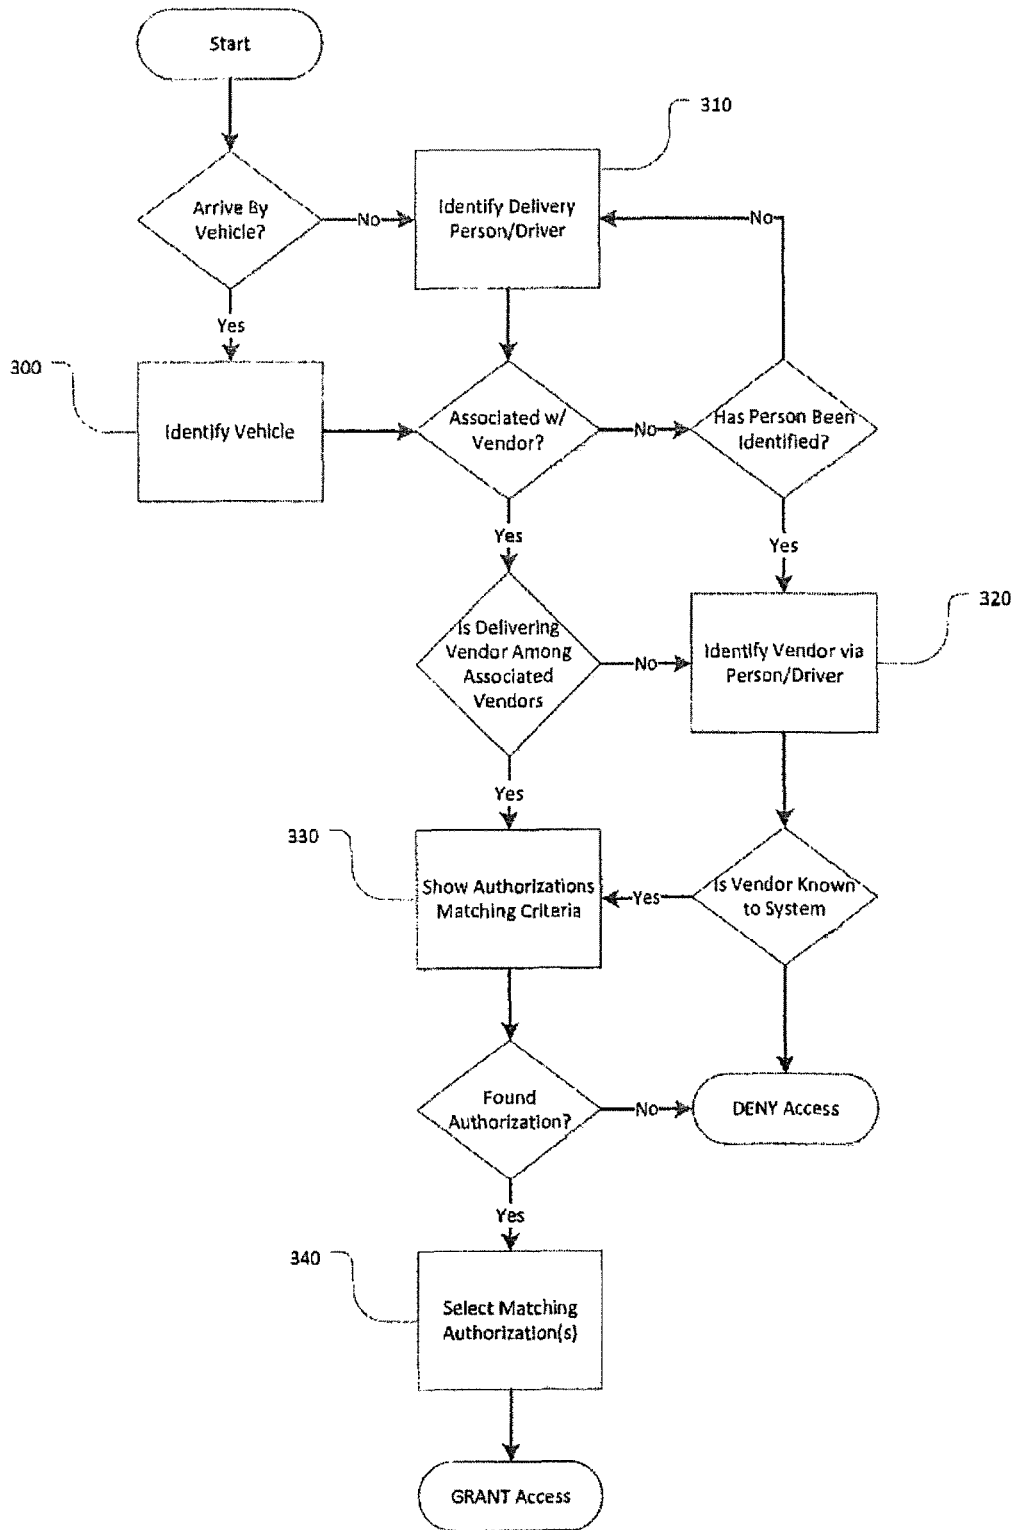 Start
310
Arrive By
Vehicle?
No
Identify Delivery
Person/Driver
No
Yes
300
Identify Vehicle
Associated w/
Vendor?
No
Has Person Been
Identified?
Yes
Yes
320
Is Delivering
Vendor Among
Associated
Vendors
No
Identify Vendor via
Person/Driver
Yes
330
Show Authorizations
Matching Criteria
Yes
Is Vendor Known
to System
Found
Authorization?
No
DENY Access
Yes
340
Select Matching
Authorization(s)
GRANT Access